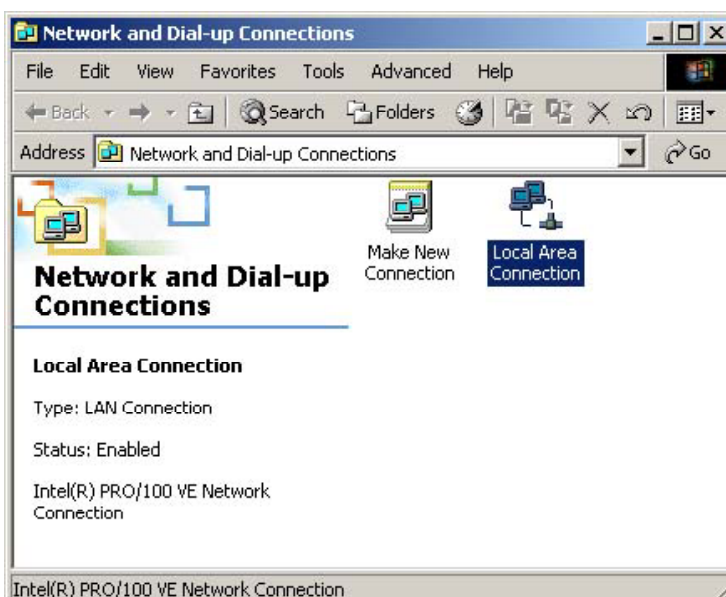 Network and Dial-up Connections
File Edit View Favorites Tools Advanced Help
Back Search Folders
Address Network and Dial-up Connections Go
Make New
Connection
Local Area
Connection
Network and Dial-up
Connections
Local Area Connection
Type: LAN Connection
Status: Enabled
Intel(R) PRO/100 VE Network
Connection
Intel(R) PRO/100 VE Network Connection